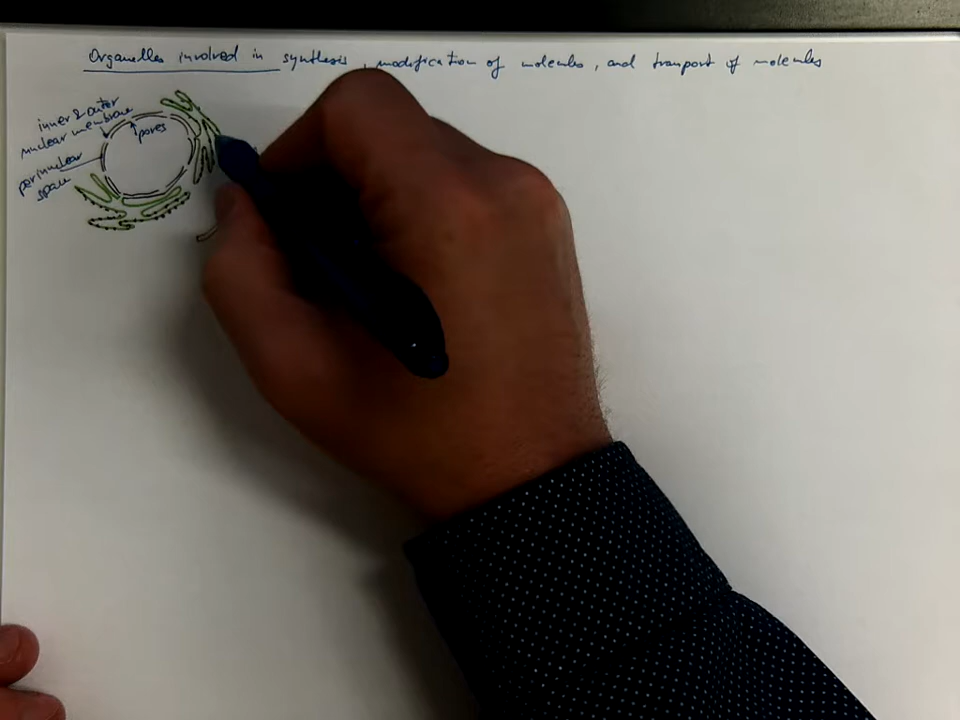 Organelles involved in synthesis, modification of molecules, and transport of molecules
inner & outer
nuclear membrane
pores
perinuclear
space